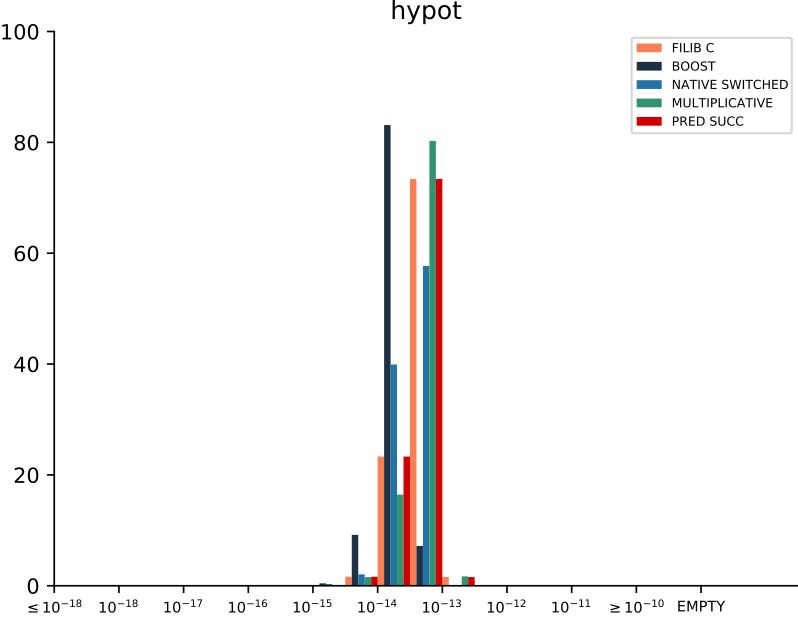 hypot
100
80
60
40
20
0
FILIB C
BOOST
NATIVE SWITCHED
MULTIPLICATIVE
PRED SUCC
≤10⁻¹⁸ 10⁻¹⁸ 10⁻¹⁷ 10⁻¹⁶ 10⁻¹⁵ 10⁻¹⁴ 10⁻¹³ 10⁻¹² 10⁻¹¹ ≥10⁻¹⁰ EMPTY